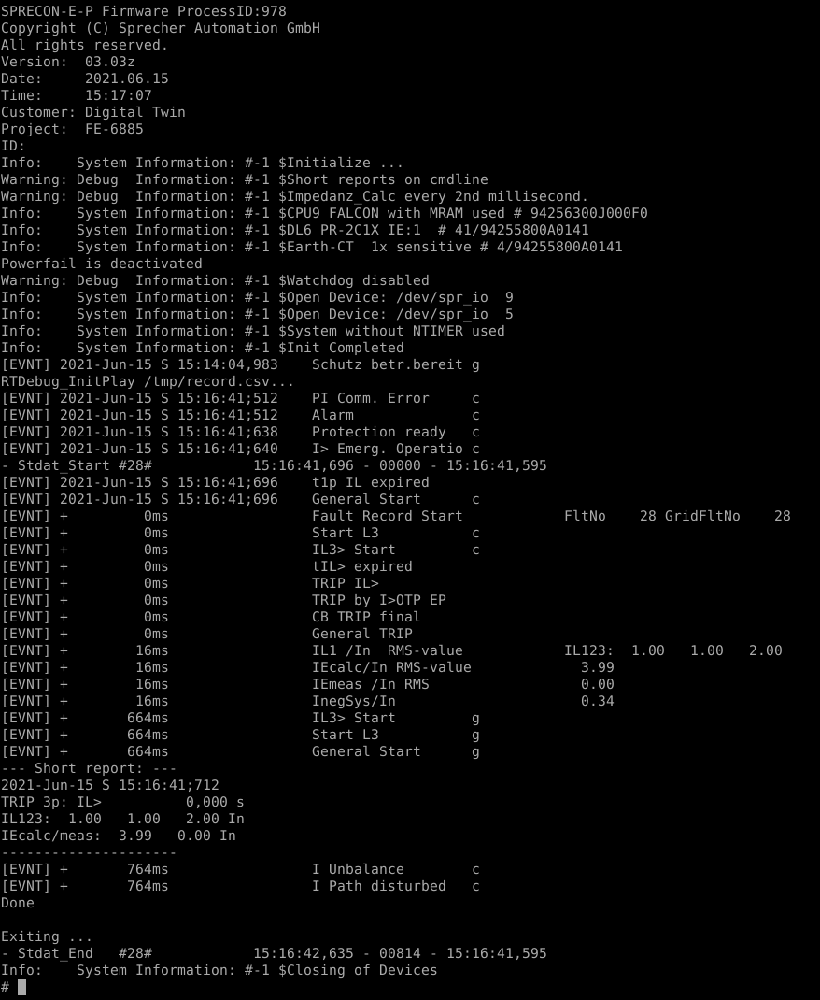 SPRECON-E-P Firmware ProcessID:978
Copyright (C) Sprecher Automation GmbH
All rights reserved.
Version:  03.03z
Date:     2021.06.15
Time:     15:17:07
Customer: Digital Twin
Project:  FE-6885
ID:
Info:    System Information: #-1 $Initialize ...
Warning: Debug  Information: #-1 $Short reports on cmdline
Warning: Debug  Information: #-1 $Impedanz_Calc every 2nd millisecond.
Info:    System Information: #-1 $CPU9 FALCON with MRAM used # 94256300J000F0
Info:    System Information: #-1 $DL6 PR-2C1X IE:1  # 41/94255800A0141
Info:    System Information: #-1 $Earth-CT  1x sensitive # 4/94255800A0141
Powerfail is deactivated
Warning: Debug  Information: #-1 $Watchdog disabled
Info:    System Information: #-1 $Open Device: /dev/spr_io  9
Info:    System Information: #-1 $Open Device: /dev/spr_io  5
Info:    System Information: #-1 $System without NTIMER used
Info:    System Information: #-1 $Init Completed
[EVNT] 2021-Jun-15 S 15:14:04,983    Schutz betr.bereit g
RTDebug_InitPlay /tmp/record.csv...
[EVNT] 2021-Jun-15 S 15:16:41;512    PI Comm. Error     c
[EVNT] 2021-Jun-15 S 15:16:41;512    Alarm              c
[EVNT] 2021-Jun-15 S 15:16:41;638    Protection ready   c
[EVNT] 2021-Jun-15 S 15:16:41;640    I> Emerg. Operatio c
- Stdat_Start #28#            15:16:41,696 - 00000 - 15:16:41,595
[EVNT] 2021-Jun-15 S 15:16:41;696    t1p IL expired
[EVNT] 2021-Jun-15 S 15:16:41;696    General Start      c
[EVNT] +         0ms                 Fault Record Start            FltNo    28 GridFltNo    28
[EVNT] +         0ms                 Start L3           c
[EVNT] +         0ms                 IL3> Start         c
[EVNT] +         0ms                 tIL> expired
[EVNT] +         0ms                 TRIP IL>
[EVNT] +         0ms                 TRIP by I>OTP EP
[EVNT] +         0ms                 CB TRIP final
[EVNT] +         0ms                 General TRIP
[EVNT] +        16ms                 IL1 /In  RMS-value            IL123:  1.00   1.00   2.00
[EVNT] +        16ms                 IEcalc/In RMS-value             3.99
[EVNT] +        16ms                 IEmeas /In RMS                  0.00
[EVNT] +        16ms                 InegSys/In                      0.34
[EVNT] +       664ms                 IL3> Start         g
[EVNT] +       664ms                 Start L3           g
[EVNT] +       664ms                 General Start      g
--- Short report: ---
2021-Jun-15 S 15:16:41;712
TRIP 3p: IL>          0,000 s
IL123:  1.00   1.00   2.00 In
IEcalc/meas:  3.99   0.00 In
---------------------
[EVNT] +       764ms                 I Unbalance        c
[EVNT] +       764ms                 I Path disturbed   c
Done
Exiting ...
- Stdat_End   #28#            15:16:42,635 - 00814 - 15:16:41,595
Info:    System Information: #-1 $Closing of Devices
#